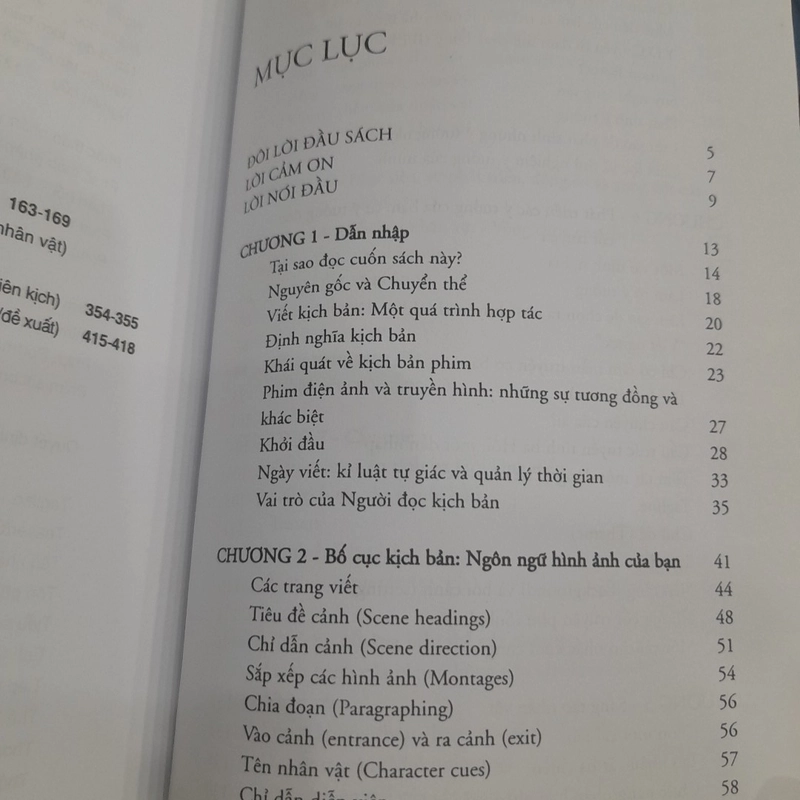 163-169
nhân vật)
kịch) 354-355
đề xuất) 415-418
MỤC LỤC
ĐÔI LỜI ĐẦU SÁCH 5
LỜI CẢM ƠN 7
LỜI NÓI ĐẦU 9
CHƯƠNG 1 - Dẫn nhập 13
Tại sao đọc cuốn sách này? 14
Nguyên gốc và Chuyển thể 18
Viết kịch bản: Một quá trình hợp tác 20
Định nghĩa kịch bản 22
Khái quát về kịch bản phim 23
Phim điện ảnh và truyền hình: những sự tương đồng và
khác biệt 27
Khởi đầu 28
Ngày viết: kỉ luật tự giác và quản lý thời gian 33
Vai trò của Người đọc kịch bản 35
CHƯƠNG 2 - Bố cục kịch bản: Ngôn ngữ hình ảnh của bạn 41
Các trang viết 44
Tiêu đề cảnh (Scene headings) 48
Chỉ dẫn cảnh (Scene direction) 51
Sắp xếp các hình ảnh (Montages) 54
Chia đoạn (Paragraphing) 56
Vào cảnh (entrance) và ra cảnh (exit) 56
Tên nhân vật (Character cues) 57
Chỉ dẫn diễn viên 58